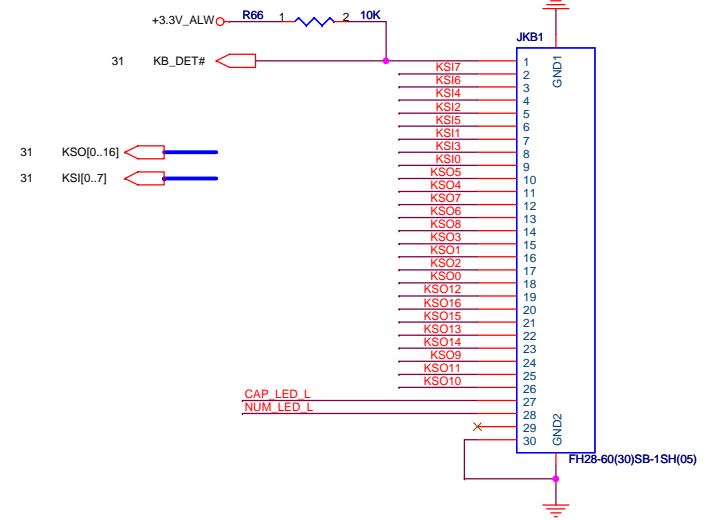 +3.3V_ALW R66 1 2 10K
JKB1
31 KB_DET#
1
GND1
KSI7 2
KSI6 3
KSI4 4
KSI2 5
KSI5 6
KSI1 7
KSI3 8
KSI0 9
KSO5 10
KSO4 11
KSO7 12
KSO6 13
KSO8 14
KSO3 15
KSO1 16
KSO2 17
KSO0 18
KSO12 19
KSO16 20
KSO15 21
KSO13 22
KSO14 23
KSO9 24
KSO11 25
KSO10 26
CAP_LED_L 27
NUM_LED_L 28
29
30
GND2
31 KSO[0..16]
31 KSI[0..7]
FH28-60(30)SB-1SH(05)